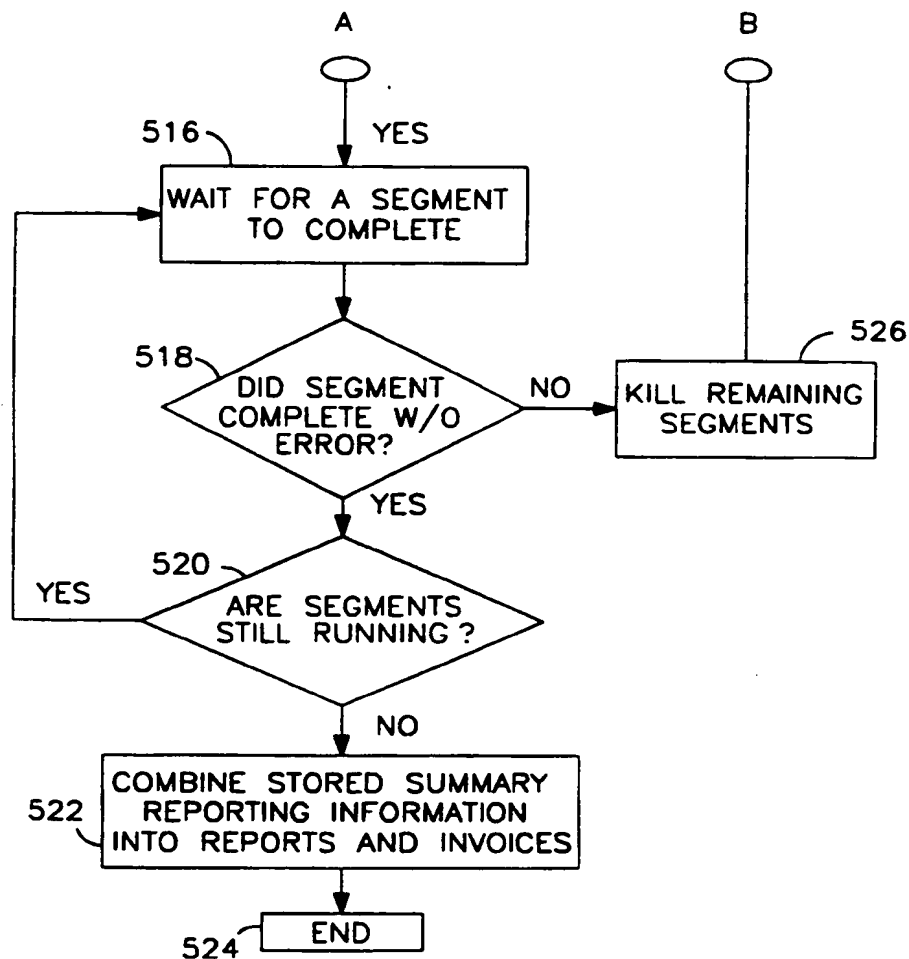 A
B
YES
516
WAIT FOR A SEGMENT
TO COMPLETE
518
DID SEGMENT
COMPLETE W/O
ERROR?
NO
526
KILL REMAINING
SEGMENTS
YES
520
YES
ARE SEGMENTS
STILL RUNNING?
NO
522
COMBINE STORED SUMMARY
REPORTING INFORMATION
INTO REPORTS AND INVOICES
524
END